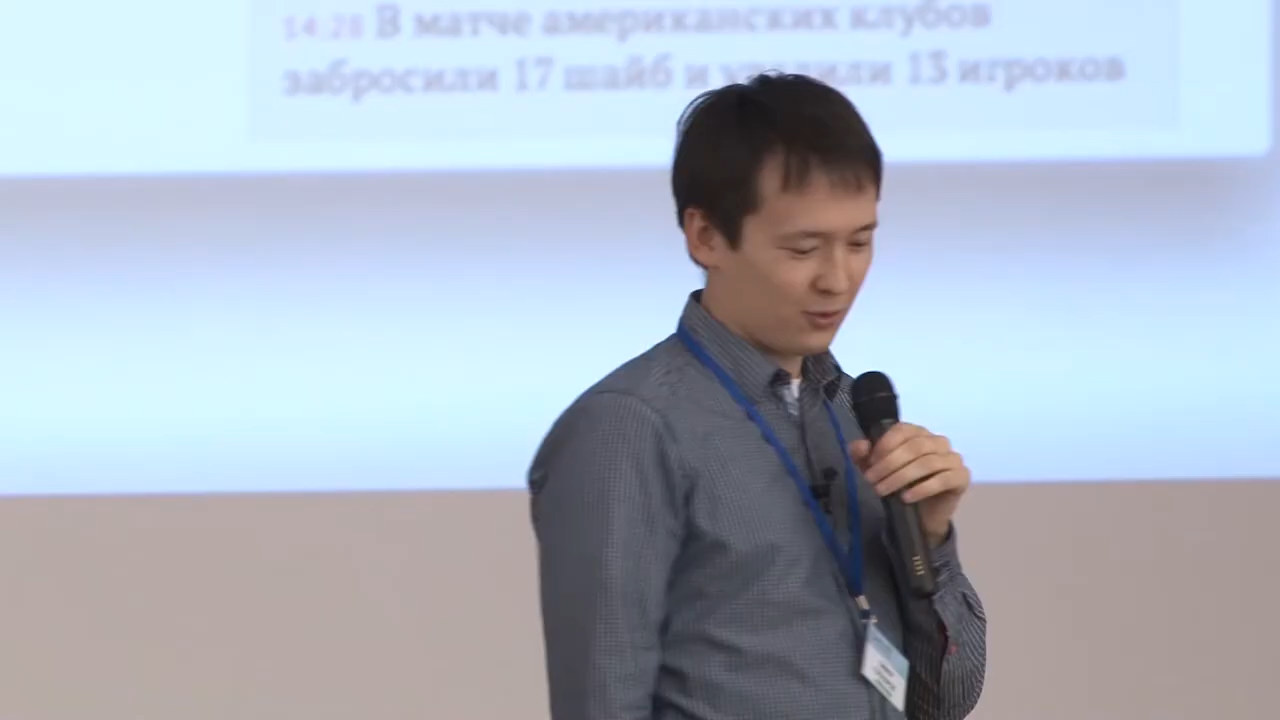 14:28 В матче американских клубов
забросили 17 шайб и удалили 13 игроков